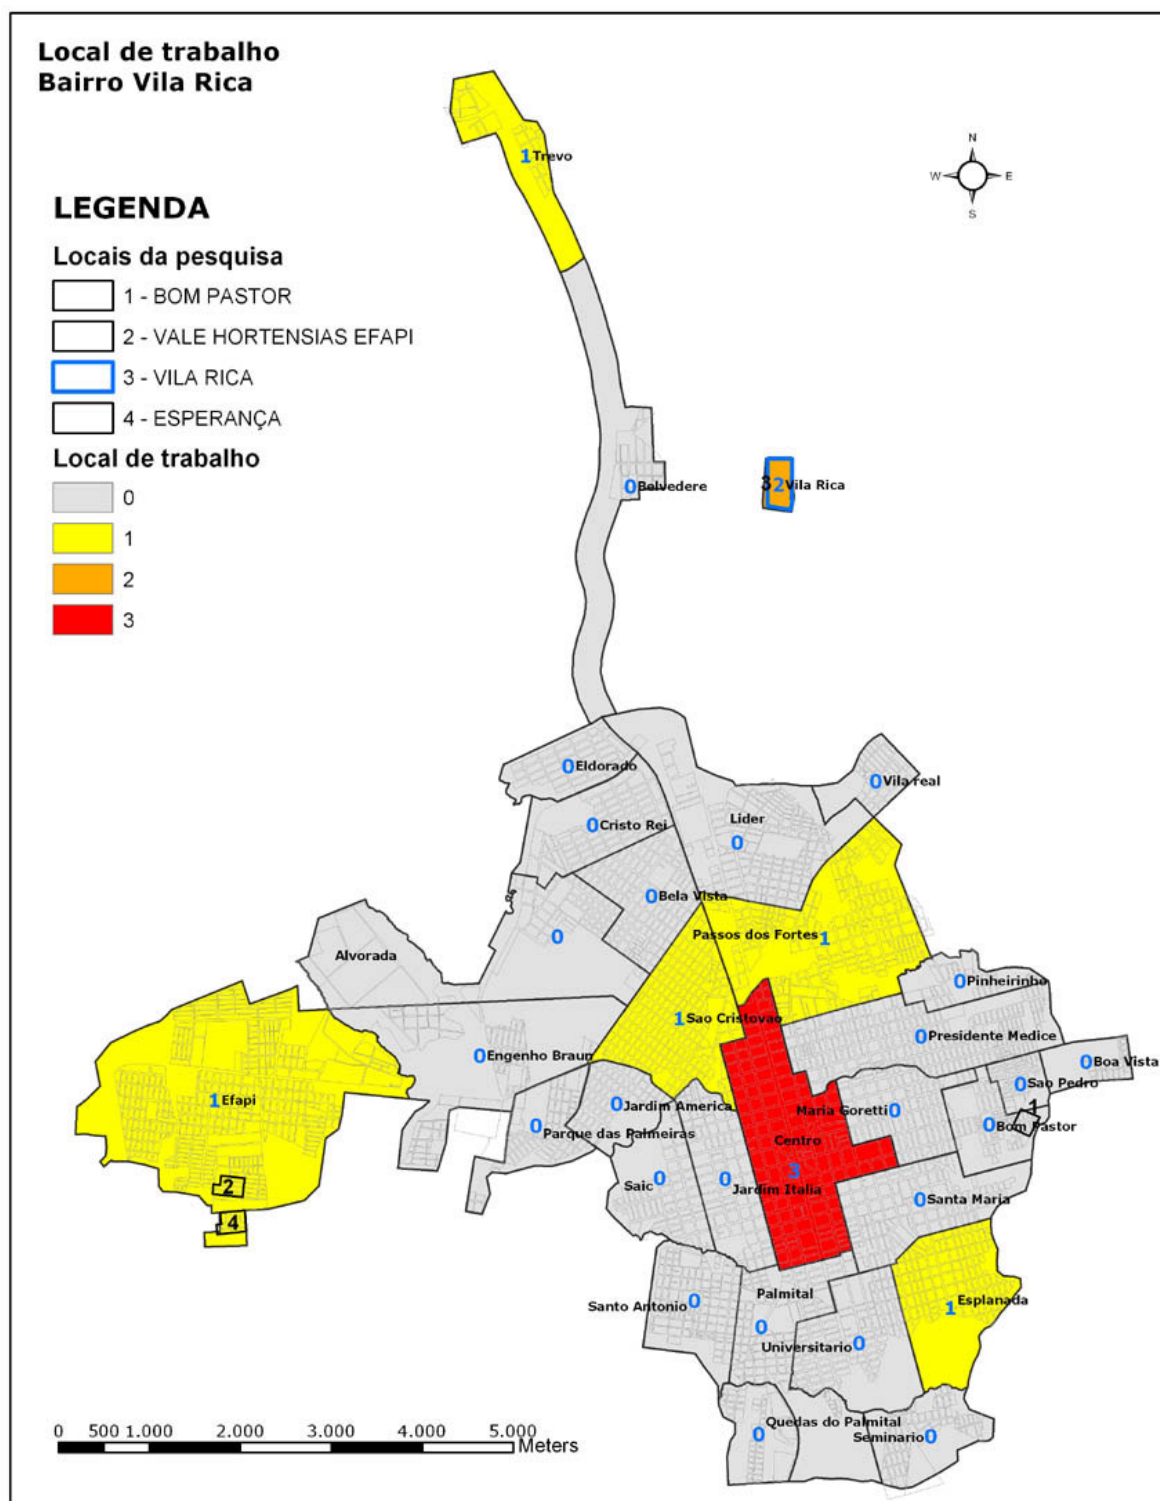 Local de trabalho
Bairro Vila Rica
N
W E
S
1 Trevo
LEGENDA
Locais da pesquisa
1 - BOM PASTOR
2 - VALE HORTENSIAS EFAPI
3 - VILA RICA
4 - ESPERANÇA
Local de trabalho
0
1
2
3
0 Belvedere
3 2 Vila Rica
0 Eldorado
0 Vila real
0 Cristo Rei
Lider
0
0 Bela Vista
Passos dos Fortes 1
0
Alvorada
0 Pinheirinho
1 Sao Cristovao
0 Presidente Medice
0 Engenho Braun
0 Boa Vista
0 Sao Pedro
1 Efapi
0 Jardim America
Maria Goretti 0
1
0 Bom Pastor
0 Parque das Palmeiras
Centro
3
Saic 0
0 Jardim Italia
2
0 Santa Maria
4
Palmital
0
Santo Antonio 0
1 Esplanada
Universitario 0
Quedas do Palmital
0
Seminario 0
0 500 1.000 2.000 3.000 4.000 5.000
Meters